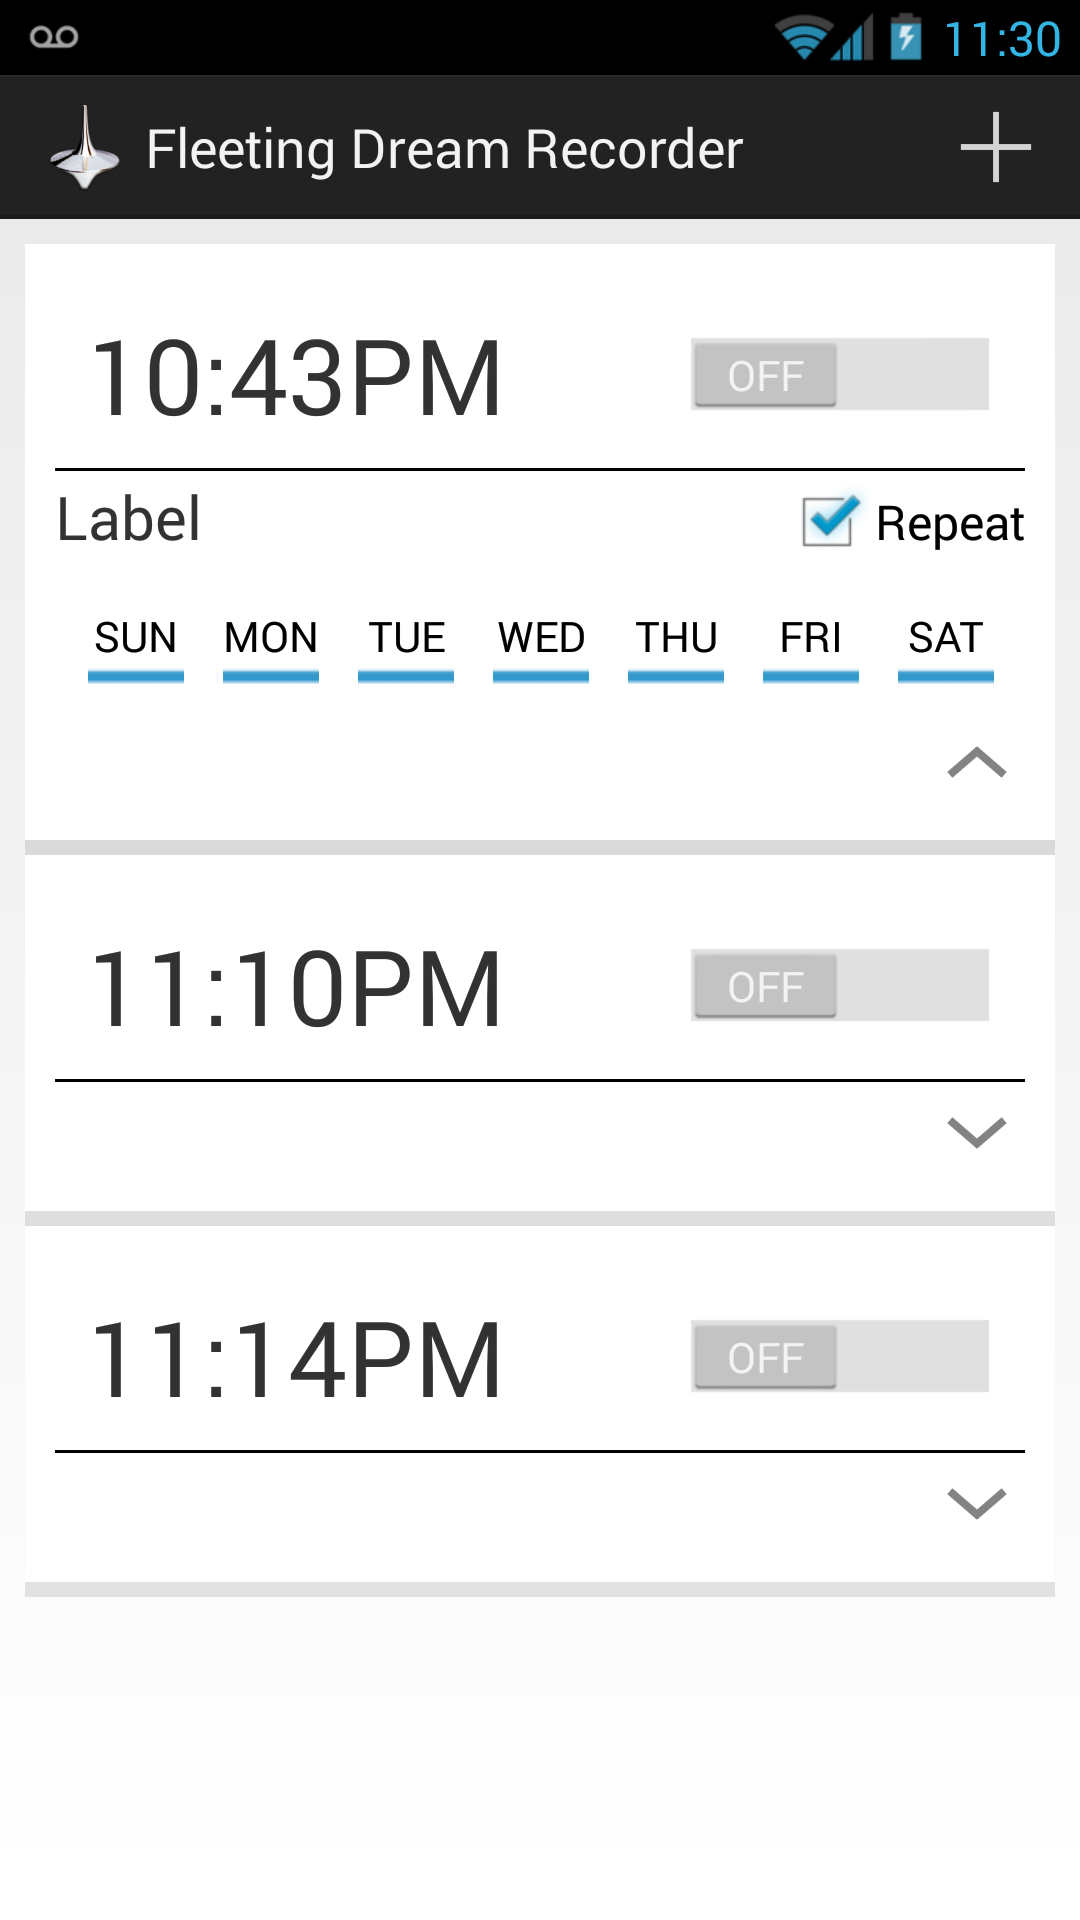 11:30
Fleeting Dream Recorder
10:43PM OFF
Label Repeat
SUN MON TUE WED THU FRI SAT
11:10PM OFF
11:14PM OFF